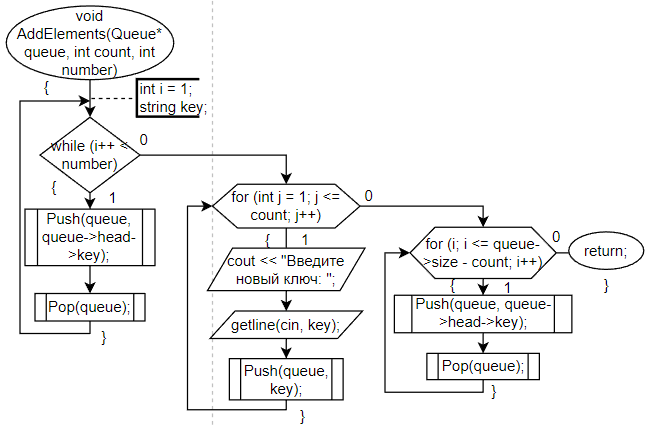 void
AddElements(Queue*
queue, int count, int
number)
{
int i = 1;
string key;
while (i++ <
number)
0
{
1
Push(queue,
queue->head-
>key);
Pop(queue);
}
for (int j = 1; j <=
count; j++)
0
{
1
cout << "Введите
новый ключ: ";
getline(cin, key);
Push(queue,
key);
}
for (i; i <= queue-
>size - count; i++)
0
{
1
Push(queue, queue-
>head->key);
Pop(queue);
}
return;
}